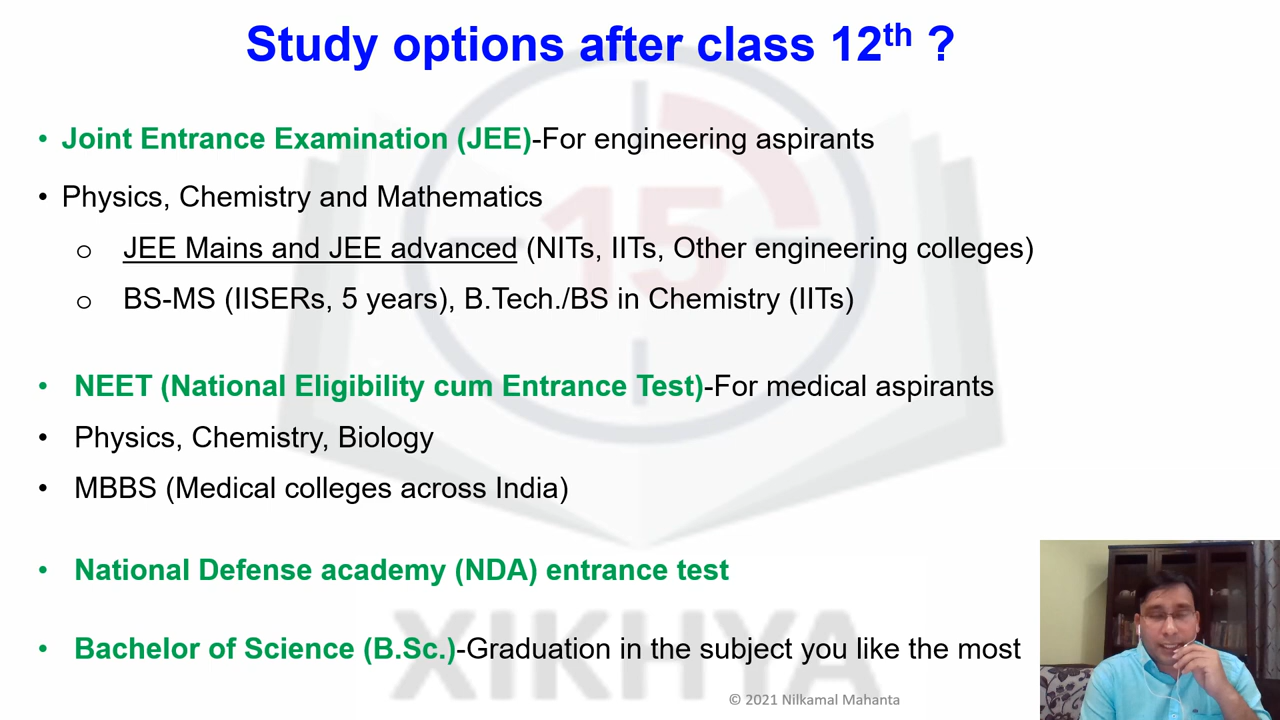 Study options after class 12th ?
• Joint Entrance Examination (JEE)-For engineering aspirants
• Physics, Chemistry and Mathematics
o JEE Mains and JEE advanced (NITs, IITs, Other engineering colleges)
o BS-MS (IISERs, 5 years), B.Tech./BS in Chemistry (IITs)
15
• NEET (National Eligibility cum Entrance Test)-For medical aspirants
• Physics, Chemistry, Biology
• MBBS (Medical colleges across India)
• National Defense academy (NDA) entrance test
• Bachelor of Science (B.Sc.)-Graduation in the subject you like the most
XIKHYA
© 2021 Nilkamal Mahanta